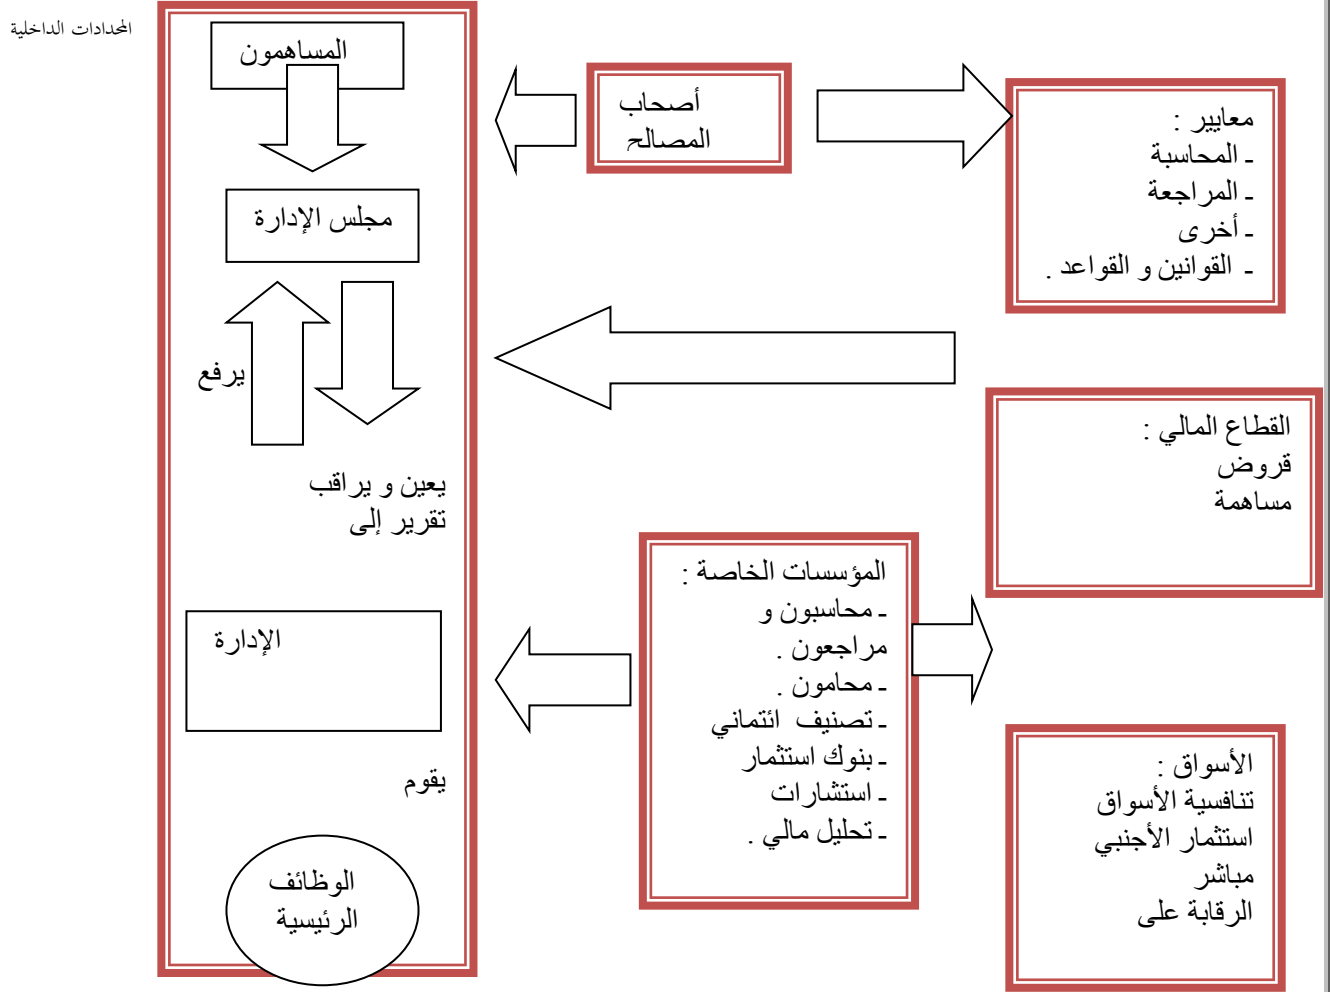 المحدادات الداخلية
المساهمون
أصحاب
المصالح
معايير :
ـ المحاسبة
ـ المراجعة
ـ أخرى
ـ القوانين و القواعد .
مجلس الإدارة
يرفع
القطاع المالي :
قروض
مساهمة
يعين و يراقب
تقرير إلى
المؤسسات الخاصة :
ـ محاسبون و
مراجعون .
ـ محامون .
ـ تصنيف ائتماني
ـ بنوك استثمار
ـ استشارات
ـ تحليل مالي .
الإدارة
يقوم
الوظائف
الرئيسية
الأسواق :
تنافسية الأسواق
استثمار الأجنبي
مباشر
الرقابة على